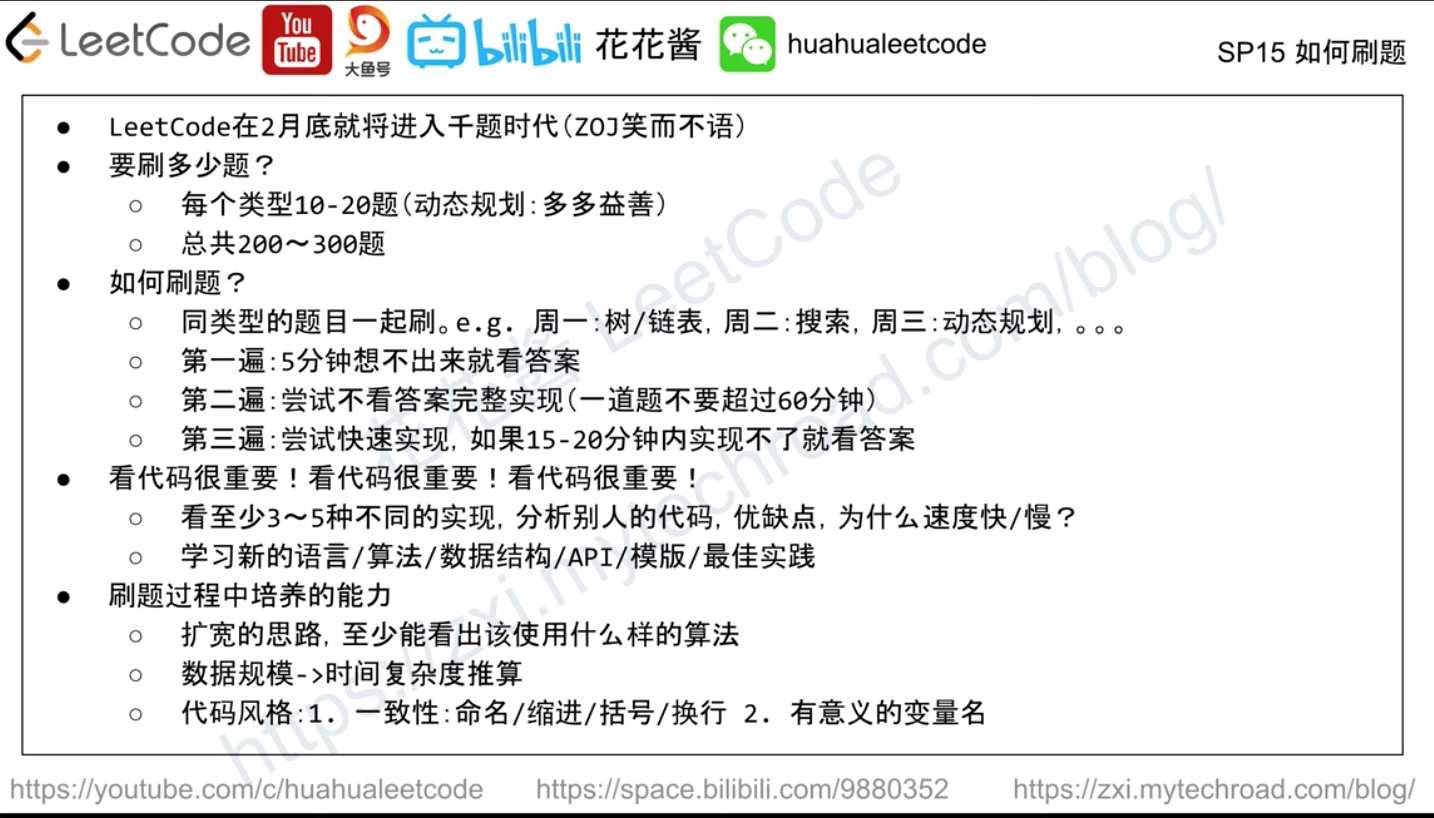 LeetCode You Tube 大鱼号 bilibili 花花酱 huahualeetcode SP15 如何刷题
● LeetCode在2月底就将进入千题时代(ZOJ笑而不语)
● 要刷多少题?
○ 每个类型10-20题(动态规划:多多益善)
○ 总共200~300题
● 如何刷题?
○ 同类型的题目一起刷。e.g. 周一:树/链表, 周二:搜索, 周三:动态规划, 。。。
○ 第一遍:5分钟想不出来就看答案
○ 第二遍:尝试不看答案完整实现(一道题不要超过60分钟)
○ 第三遍:尝试快速实现, 如果15-20分钟内实现不了就看答案
● 看代码很重要!看代码很重要!看代码很重要!
○ 看至少3~5种不同的实现, 分析别人的代码, 优缺点, 为什么速度快/慢?
○ 学习新的语言/算法/数据结构/API/模版/最佳实践
● 刷题过程中培养的能力
○ 扩宽的思路, 至少能看出该使用什么样的算法
○ 数据规模->时间复杂度推算
○ 代码风格:1. 一致性:命名/缩进/括号/换行 2. 有意义的变量名
花花酱 LeetCode
https://zxi.mytechroad.com/blog/
https://youtube.com/c/huahualeetcode https://space.bilibili.com/9880352 https://zxi.mytechroad.com/blog/